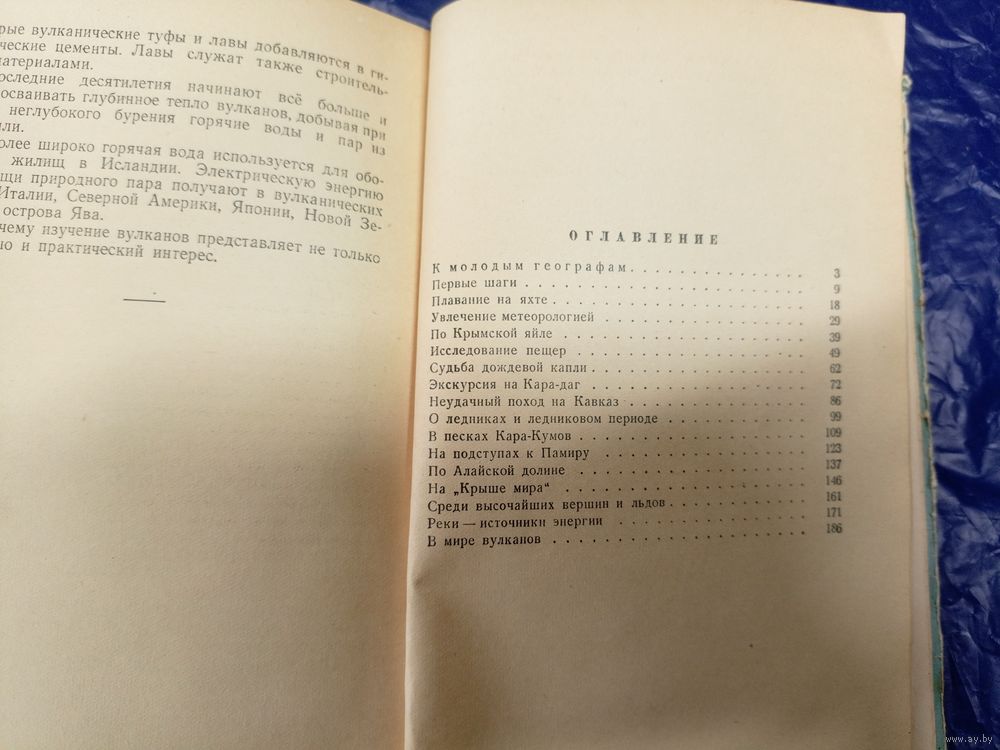 рые вулканические туфы и лавы добавляются в ги-
ческие цементы. Лавы служат также строитель-
материалами.
последние десятилетия начинают всё больше и
осваивать глубинное тепло вулканов, добывая при
неглубокого бурения горячие воды и пар из
ли.
олее широко горячая вода используется для обо-
жилищ в Исландии. Электрическую энергию
щи природного пара получают в вулканических
Италии, Северной Америки, Японии, Новой Зе-
острова Ява.
чему изучение вулканов представляет не только
ю и практический интерес.
ОГЛАВЛЕНИЕ
К молодым географам. . . . . . . . . . . . 3
Первые шаги . . . . . . . . . . . . . . . . 9
Плавание на яхте . . . . . . . . . . . . . . 18
Увлечение метеорологией . . . . . . . . . . . 29
По Крымской яйле . . . . . . . . . . . . . . 39
Исследование пещер . . . . . . . . . . . . . 49
Судьба дождевой капли . . . . . . . . . . . . 62
Экскурсия на Кара-даг . . . . . . . . . . . . 72
Неудачный поход на Кавказ . . . . . . . . . . 86
О ледниках и ледниковом периоде . . . . . . . . 99
В песках Кара-Кумов . . . . . . . . . . . . . 109
На подступах к Памиру . . . . . . . . . . . . 123
По Алайской долине . . . . . . . . . . . . . 137
На „Крыше мира“ . . . . . . . . . . . . . . 146
Среди высочайших вершин и льдов . . . . . . . . 161
Реки — источники энергии . . . . . . . . . . . 171
В мире вулканов . . . . . . . . . . . . . . 186
www.ay.by